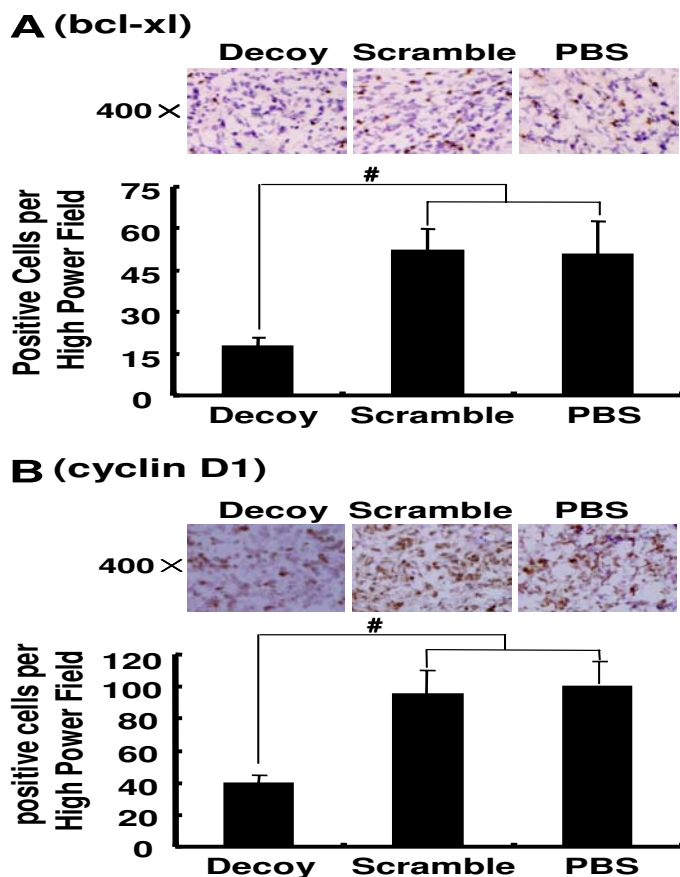 A (bcl-xl)
Decoy Scramble PBS
400 ×
#
Positive Cells per
High Power Field
75
60
45
30
15
0
Decoy Scramble PBS
B (cyclin D1)
Decoy Scramble PBS
400 ×
#
positive cells per
High Power Field
120
100
80
60
40
20
0
Decoy Scramble PBS